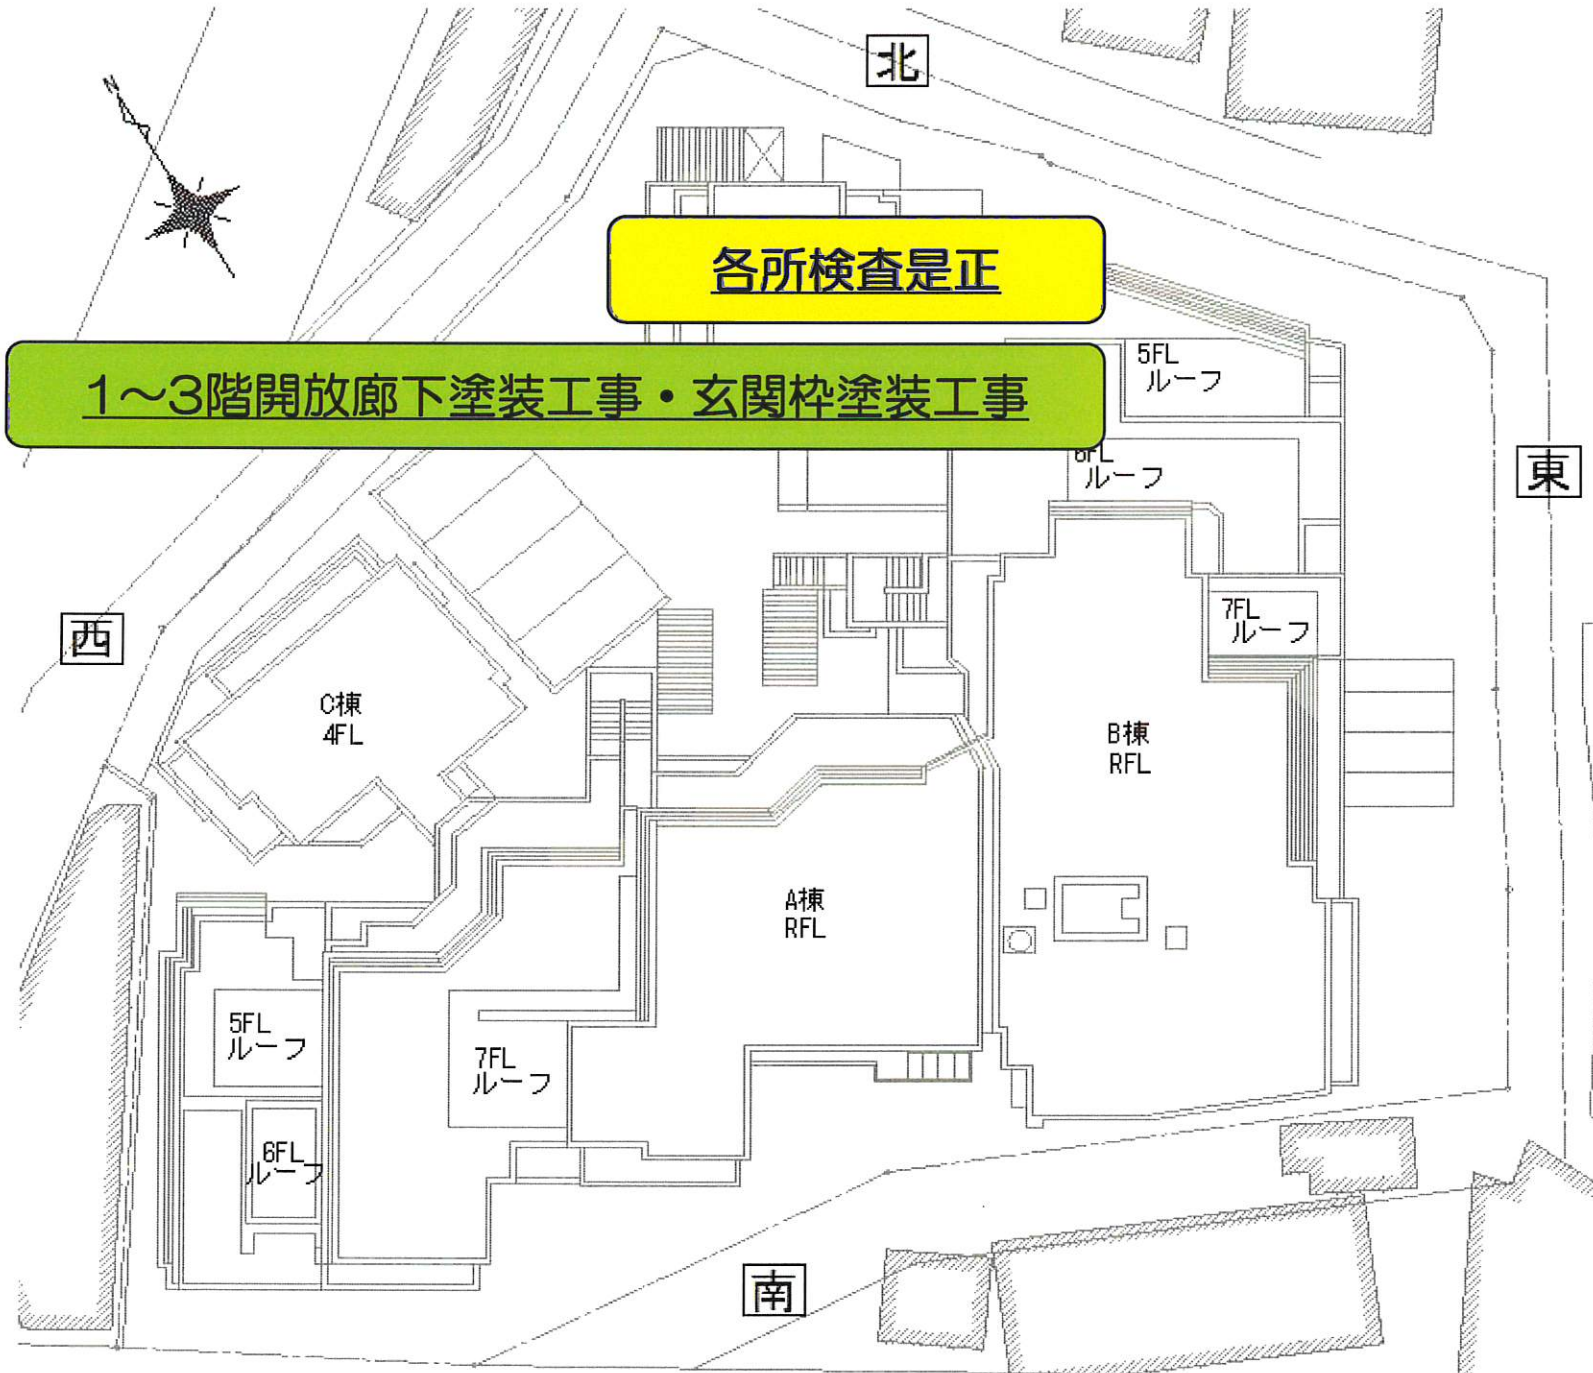 N
北
各所検査是正
1～3階開放廊下塗装工事・玄関枠塗装工事
5FL
ルーフ
6FL
ルーフ
東
7FL
ルーフ
西
C棟
4FL
B棟
RFL
A棟
RFL
5FL
ルーフ
7FL
ルーフ
6FL
ルーフ
南